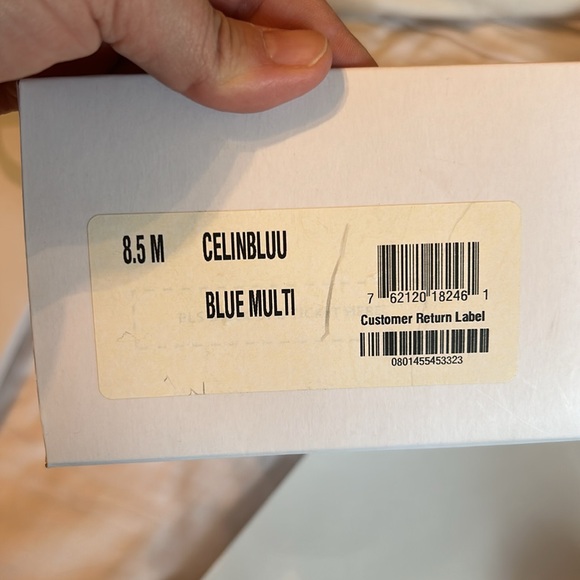 8.5 M CELINBLUU
BLUE MULTI
7 62120 18246 1
Customer Return Label
0801455453323